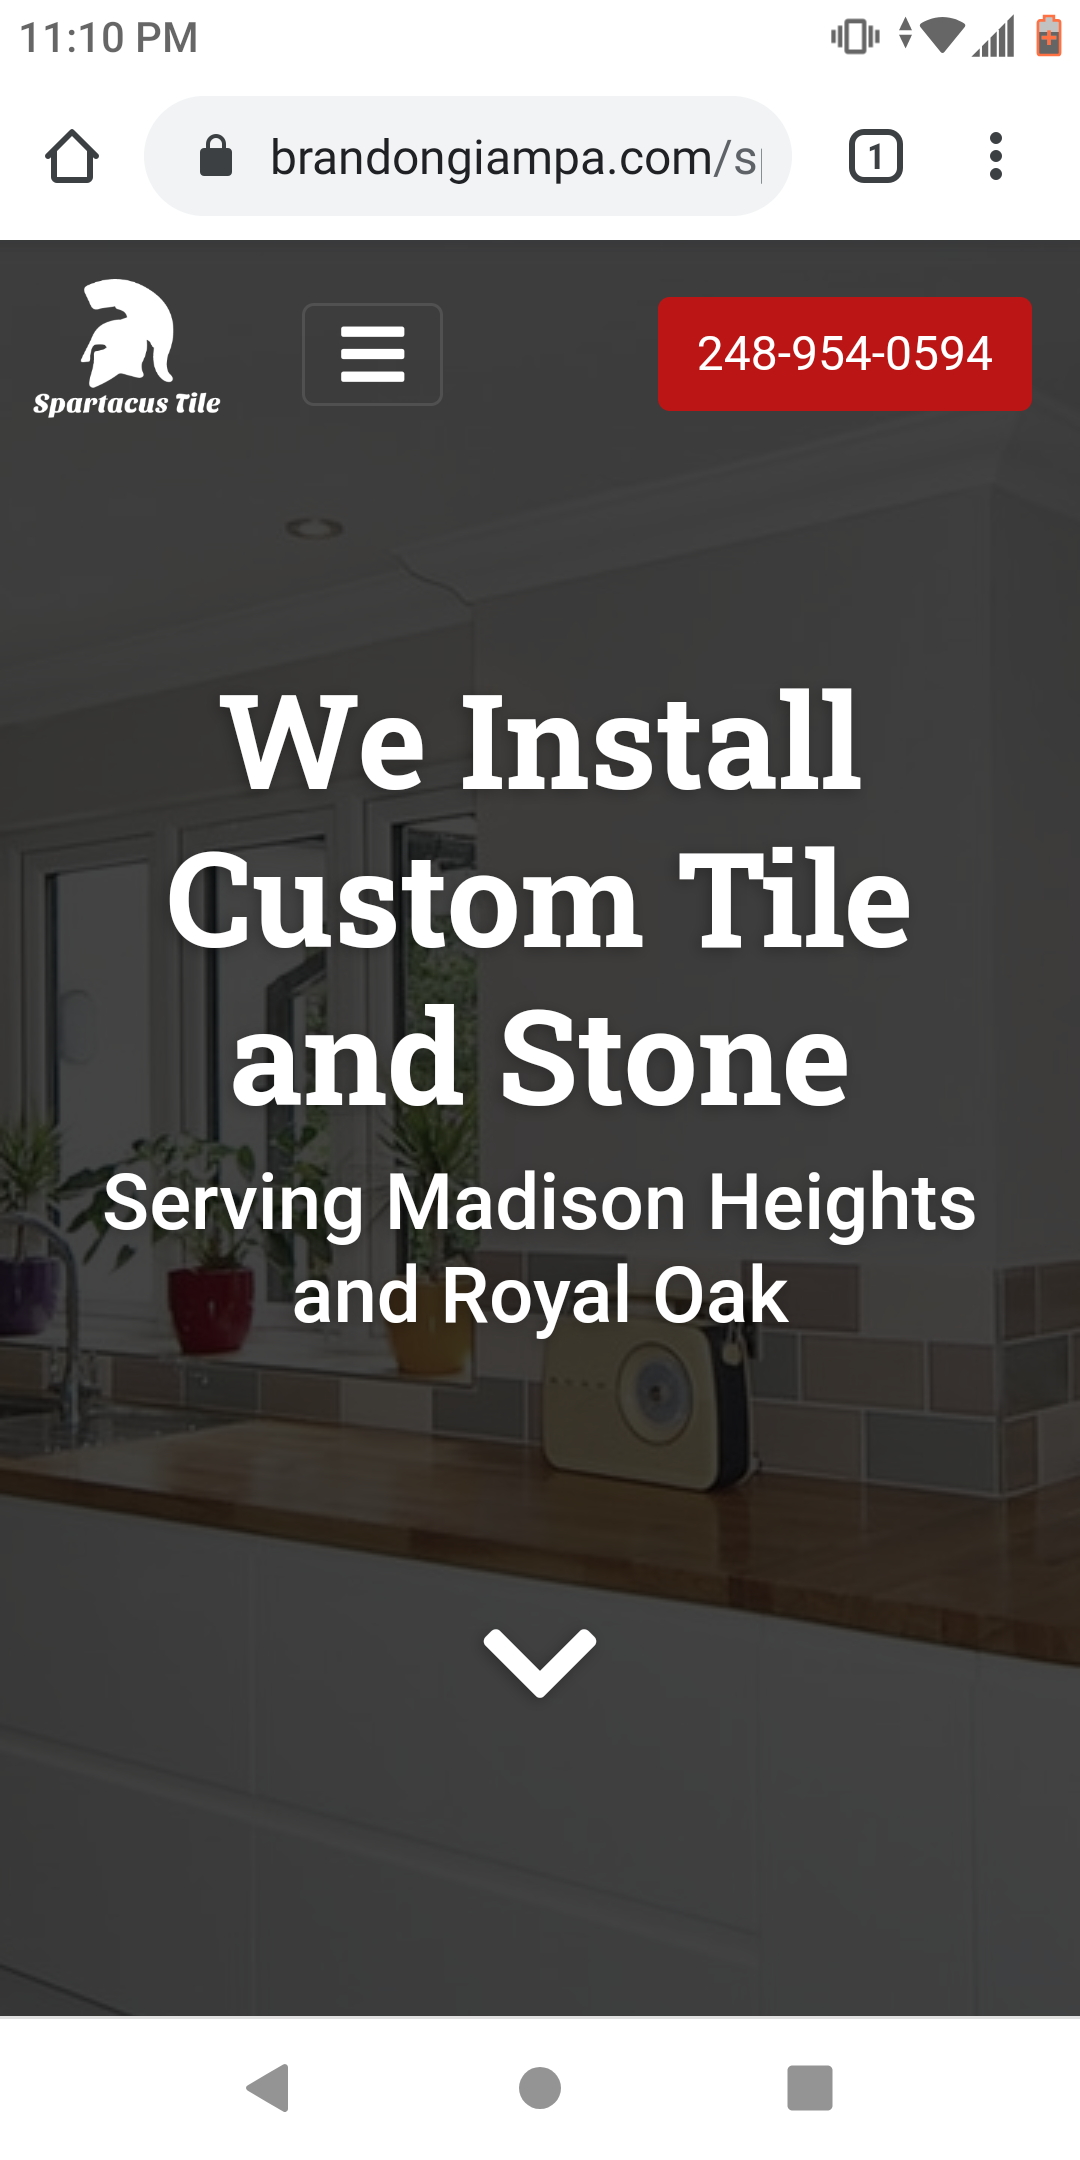 11:10 PM
brandongiampa.com/s
1
Spartacus Tile
248-954-0594
We Install
Custom Tile
and Stone
Serving Madison Heights
and Royal Oak